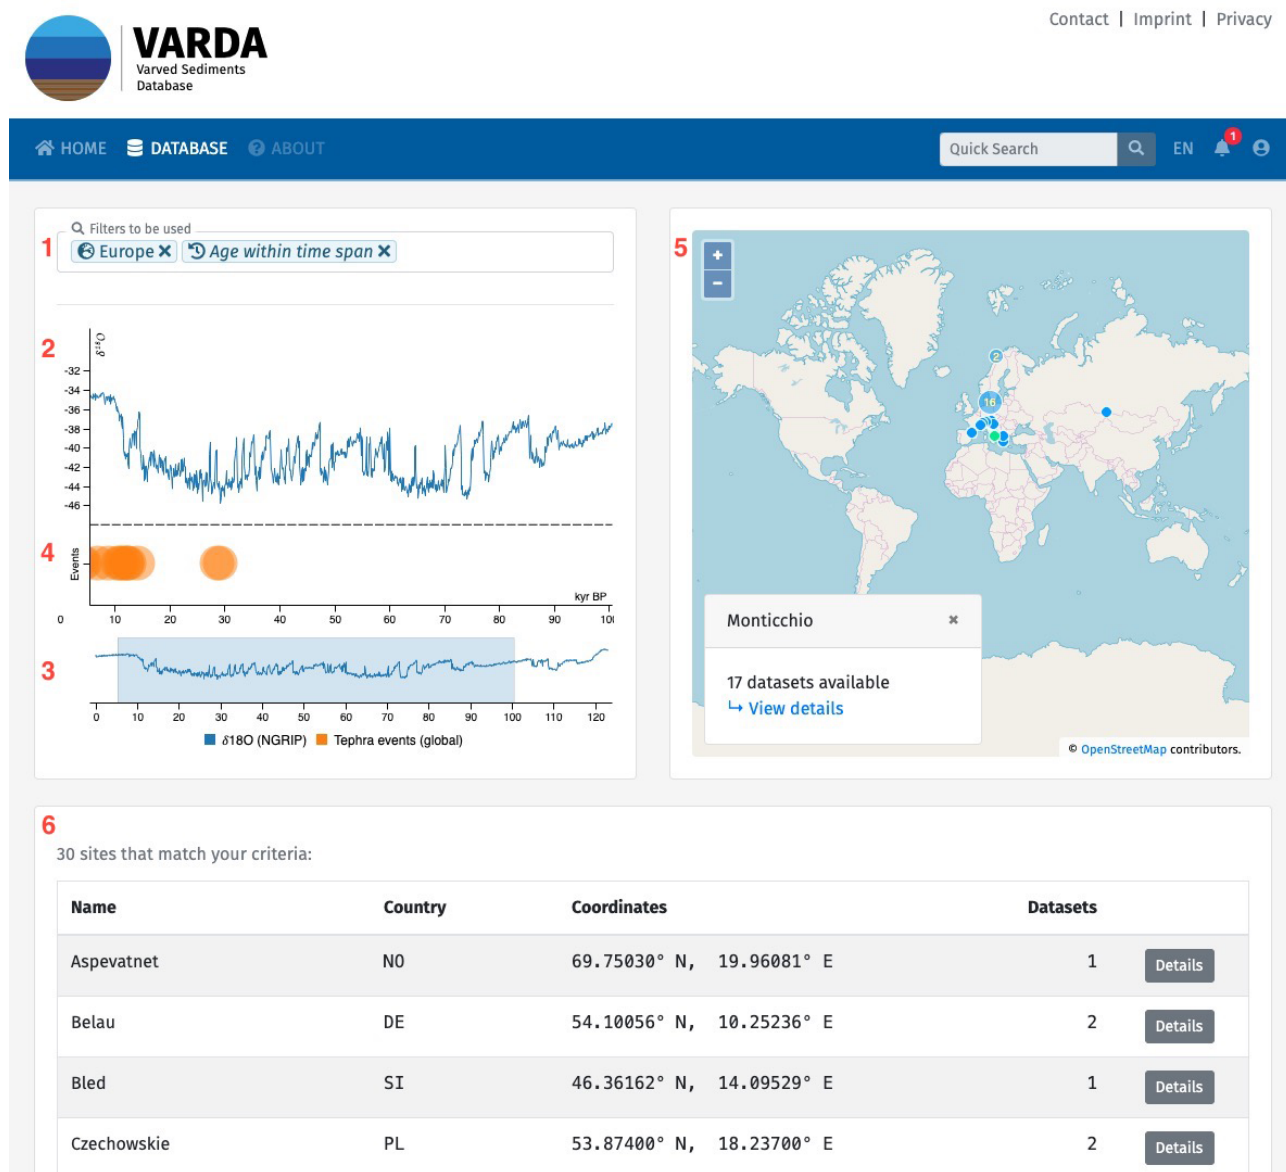 Contact | Imprint | Privacy
VARDA
Varved Sediments
Database
HOME DATABASE ABOUT Quick Search EN 1
1 Filters to be used
Europe ✖ Age within time span ✖
2
δ¹⁸O
-32
-34
-36
-38
-40
-42
-44
-46
4
Events
kyr BP
0 10 20 30 40 50 60 70 80 90 10
3
0 10 20 30 40 50 60 70 80 90 100 110 120
δ18O (NGRIP) Tephra events (global)
5
+
−
2
16
Monticchio ✖
17 datasets available
View details
© OpenStreetMap contributors.
6
30 sites that match your criteria:
Name Country Coordinates Datasets
Aspevatnet NO 69.75030° N, 19.96081° E 1 Details
Belau DE 54.10056° N, 10.25236° E 2 Details
Bled SI 46.36162° N, 14.09529° E 1 Details
Czechowskie PL 53.87400° N, 18.23700° E 2 Details